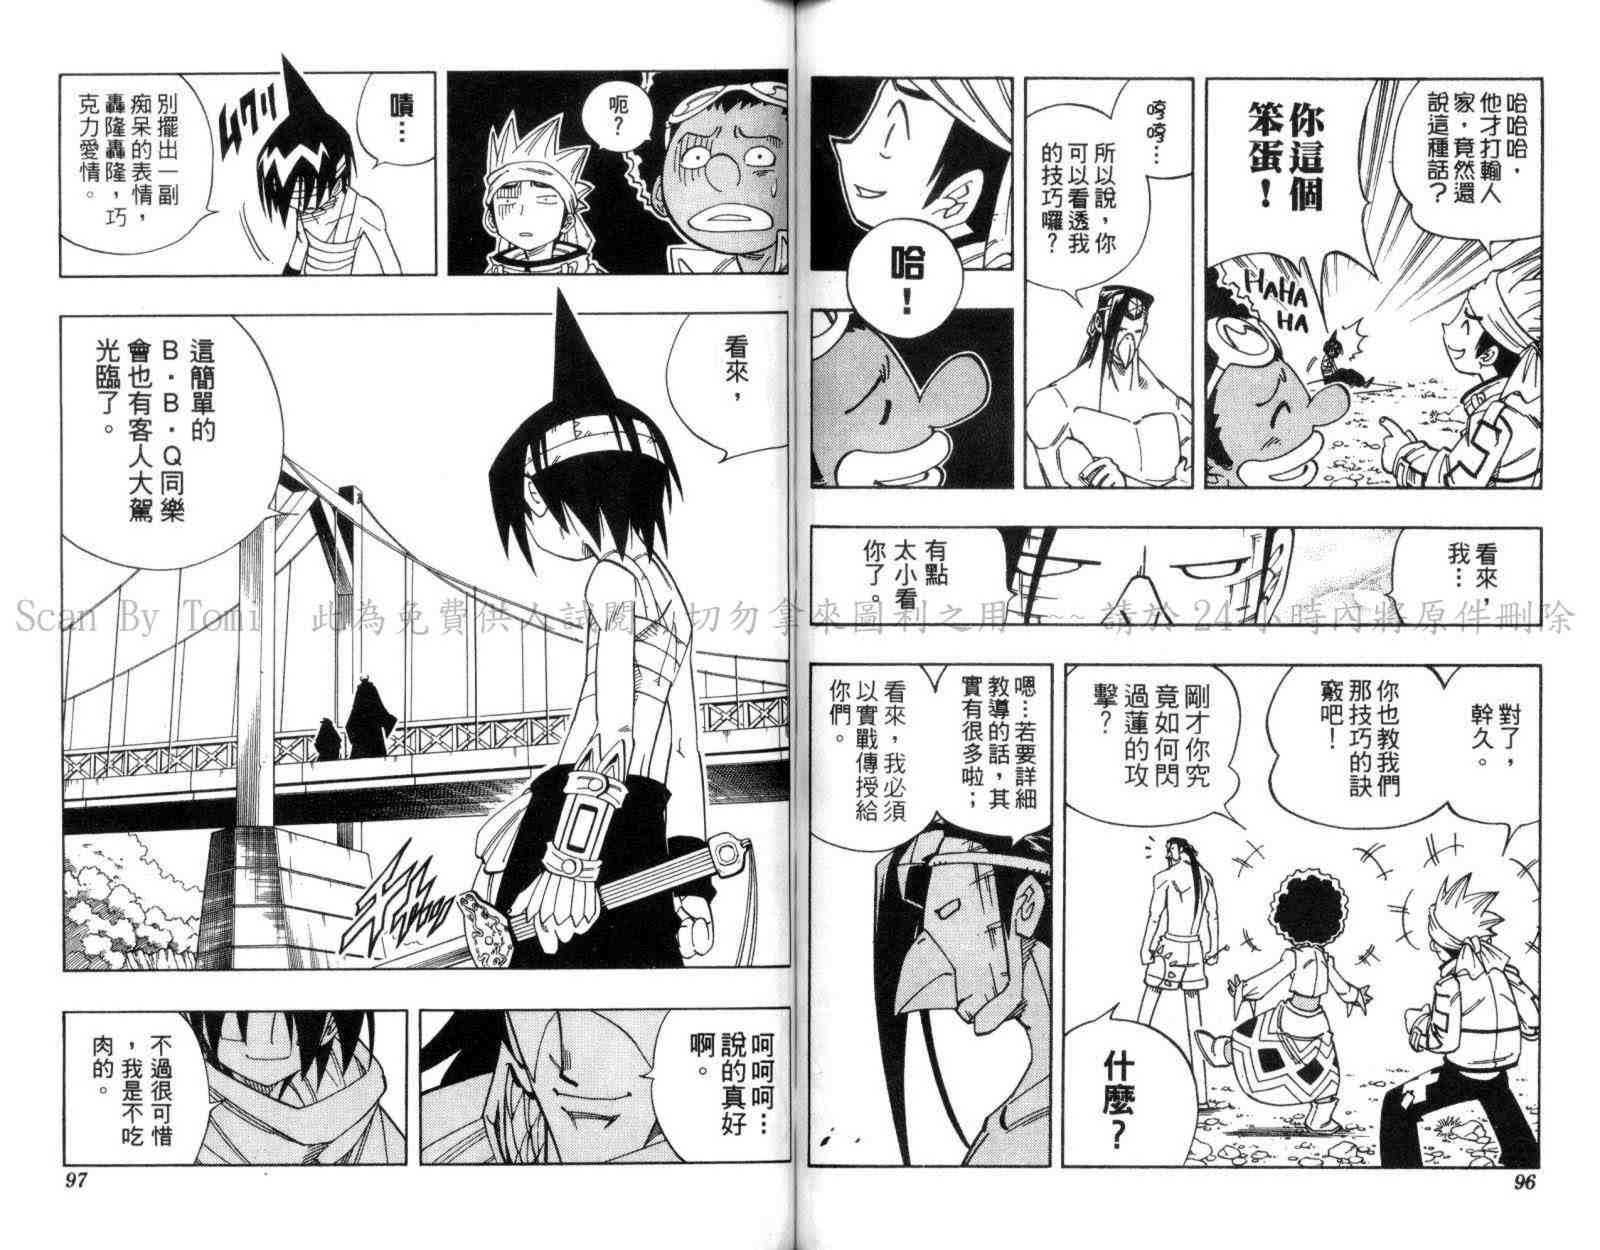 哈哈哈，
他才打輸人
家，竟然還
說這種話？
你這個
笨蛋！
HAHA
HA
HA
哼哼…
所以說，你
可以看透我
的技巧囉？
哈！
看來，
我…
有點
太小看
你了。
對了，
幹久。
你也教我們
那技巧的訣
竅吧！
剛才你究
竟如何閃
過蓮的攻
擊？
什麼？
嗯…若要詳細
教導的話，其
實有很多啦；
看來，我必須
以實戰傳授給
你們。
96
呃？
嘖…
ムクリ
別擺出一副
痴呆的表情，
轟隆轟隆，巧
克力愛情。
看來，
這簡單的
B．B．Q同樂
會也有客人大駕
光臨了。
呵呵呵…
說的真好
啊。
不過很可惜
，我是不吃
肉的。
97
Scan By Tomi 此為免費供人試閱 切勿拿來圖利之用 ~~ 請於 24 小時內將原件刪除